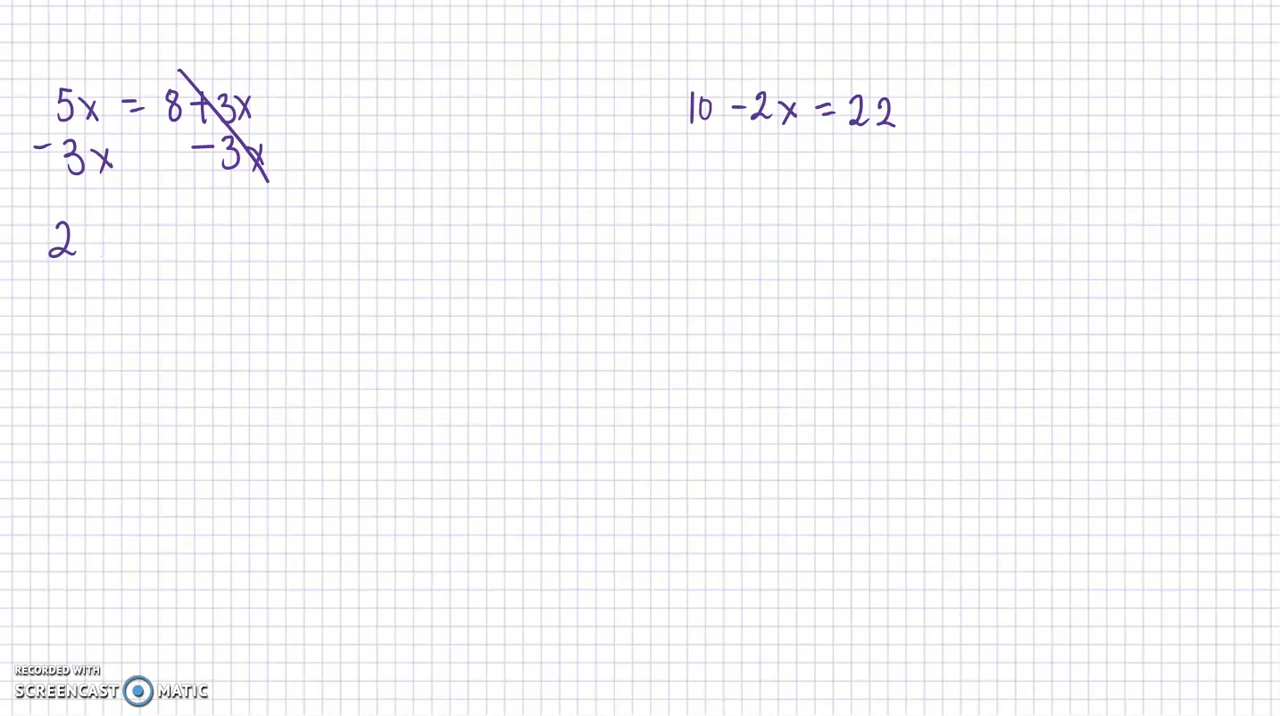 5x = 8+3x
-3x -3x
2
10 -2x = 22
RECORDED WITH
SCREENCAST MATIC